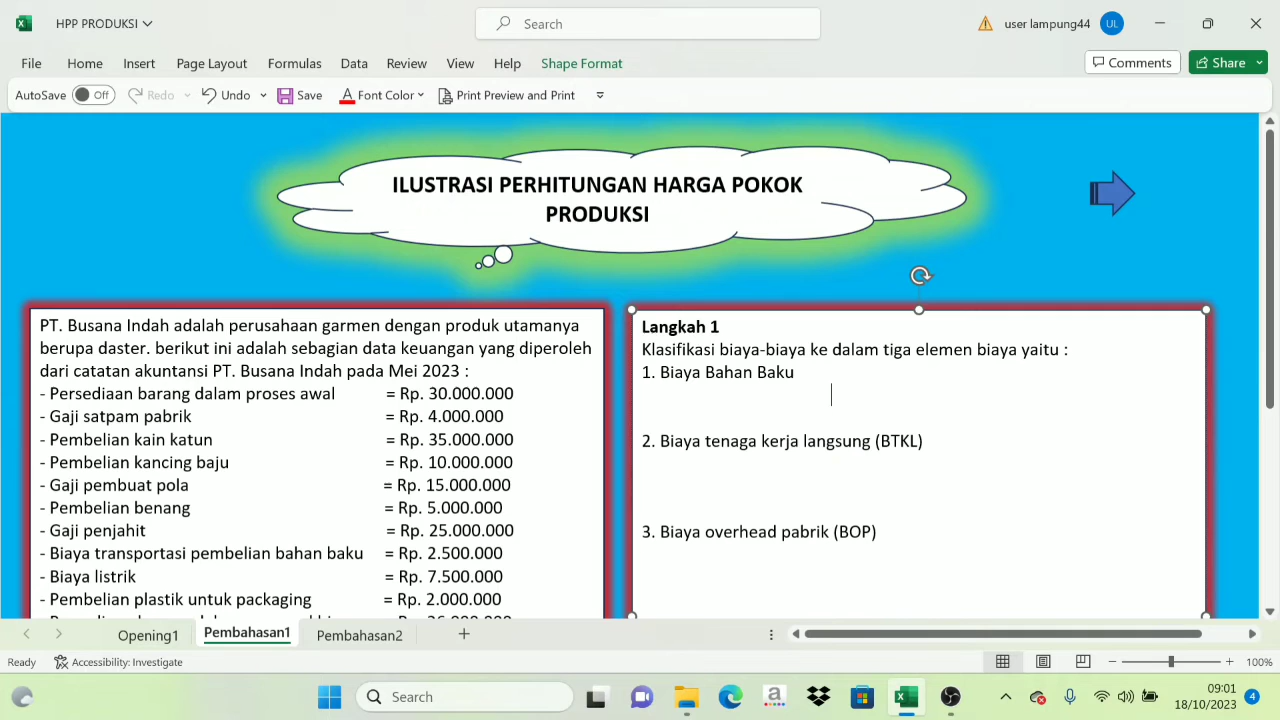 HPP PRODUKSI
Search
user lampung44
UL
File
Home
Insert
Page Layout
Formulas
Data
Review
View
Help
Shape Format
Comments
Share
AutoSave
Off
Redo
Undo
Save
A
Font Color
Print Preview and Print
ILUSTRASI PERHITUNGAN HARGA POKOK
PRODUKSI
PT. Busana Indah adalah perusahaan garmen dengan produk utamanya
berupa daster. berikut ini adalah sebagian data keuangan yang diperoleh
dari catatan akuntansi PT. Busana Indah pada Mei 2023 :
- Persediaan barang dalam proses awal = Rp. 30.000.000
- Gaji satpam pabrik = Rp. 4.000.000
- Pembelian kain katun = Rp. 35.000.000
- Pembelian kancing baju = Rp. 10.000.000
- Gaji pembuat pola = Rp. 15.000.000
- Pembelian benang = Rp. 5.000.000
- Gaji penjahit = Rp. 25.000.000
- Biaya transportasi pembelian bahan baku = Rp. 2.500.000
- Biaya listrik = Rp. 7.500.000
- Pembelian plastik untuk packaging = Rp. 2.000.000
Langkah 1
Klasifikasi biaya-biaya ke dalam tiga elemen biaya yaitu :
1. Biaya Bahan Baku
2. Biaya tenaga kerja langsung (BTKL)
3. Biaya overhead pabrik (BOP)
Opening1
Pembahasan1
Pembahasan2
Ready
Accessibility: Investigate
100%
Search
a
09:01
18/10/2023
4